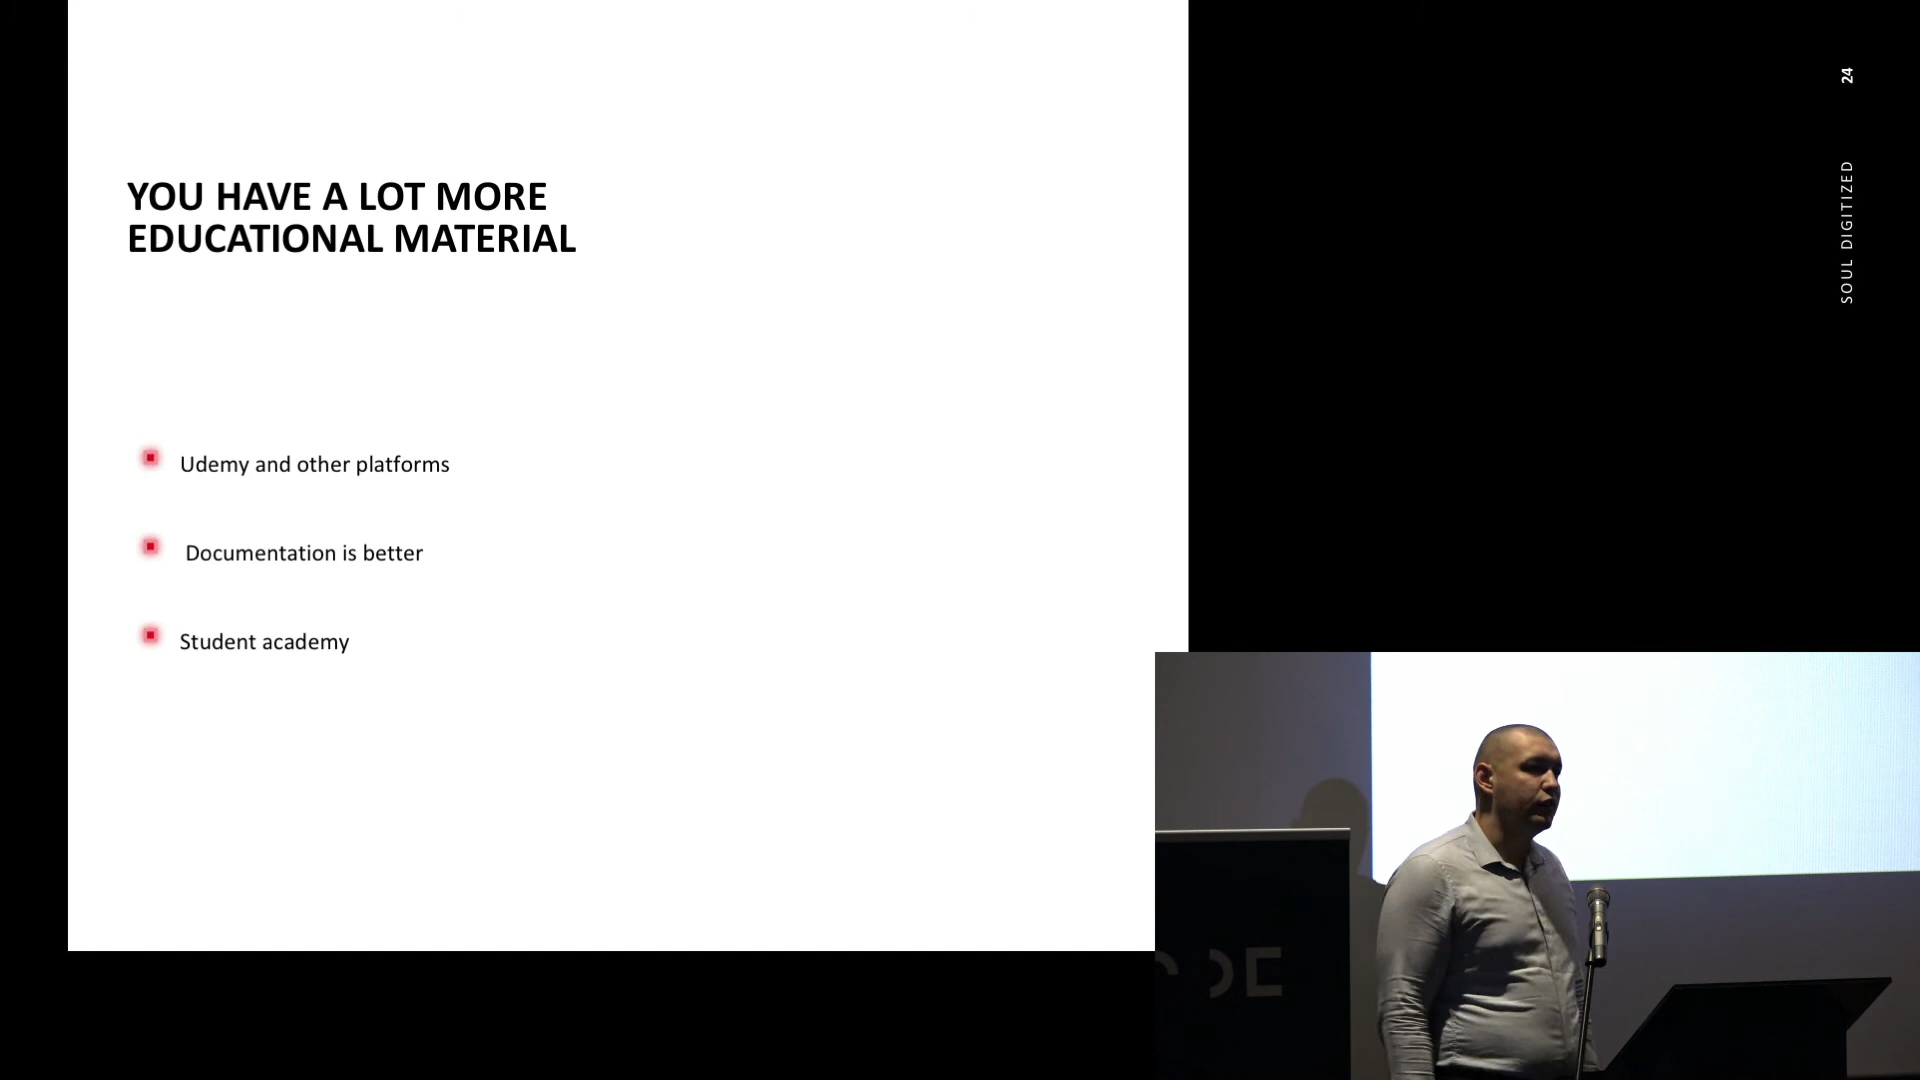 YOU HAVE A LOT MORE
EDUCATIONAL MATERIAL
Udemy and other platforms
Documentation is better
Student academy
24
SOUL DIGITIZED